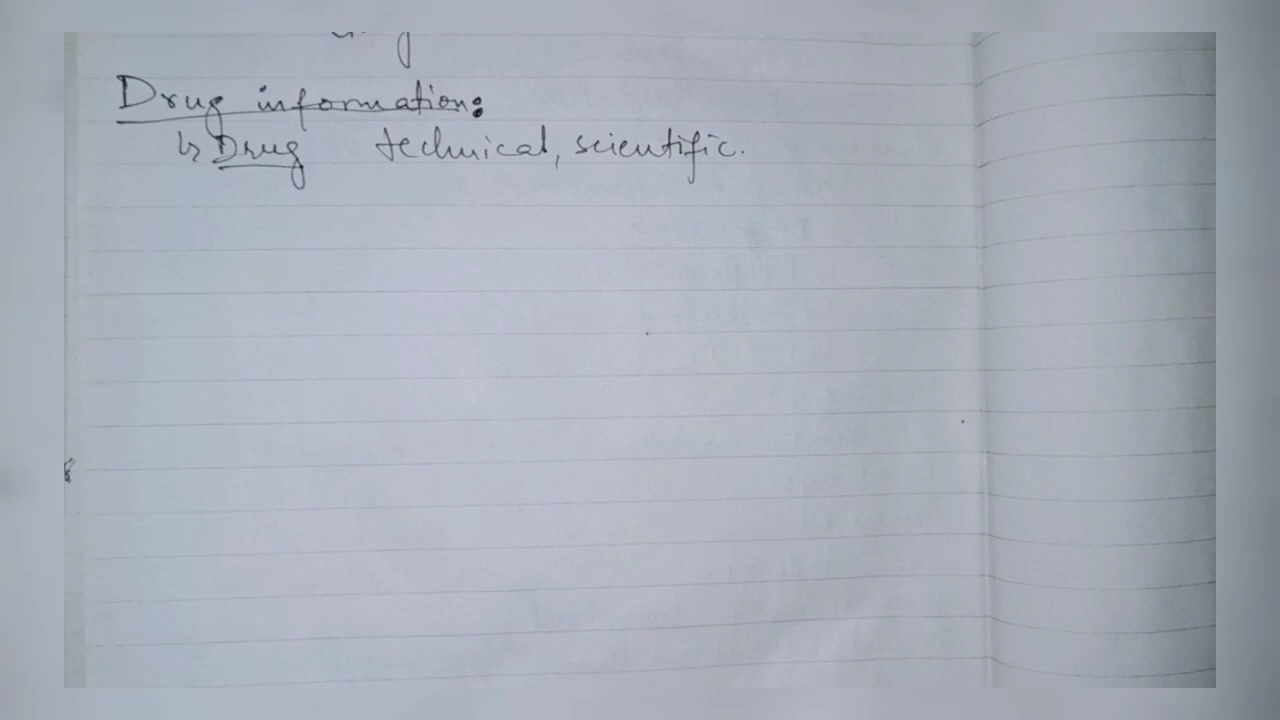 Drug information:
↳ Drug technical, scientific.